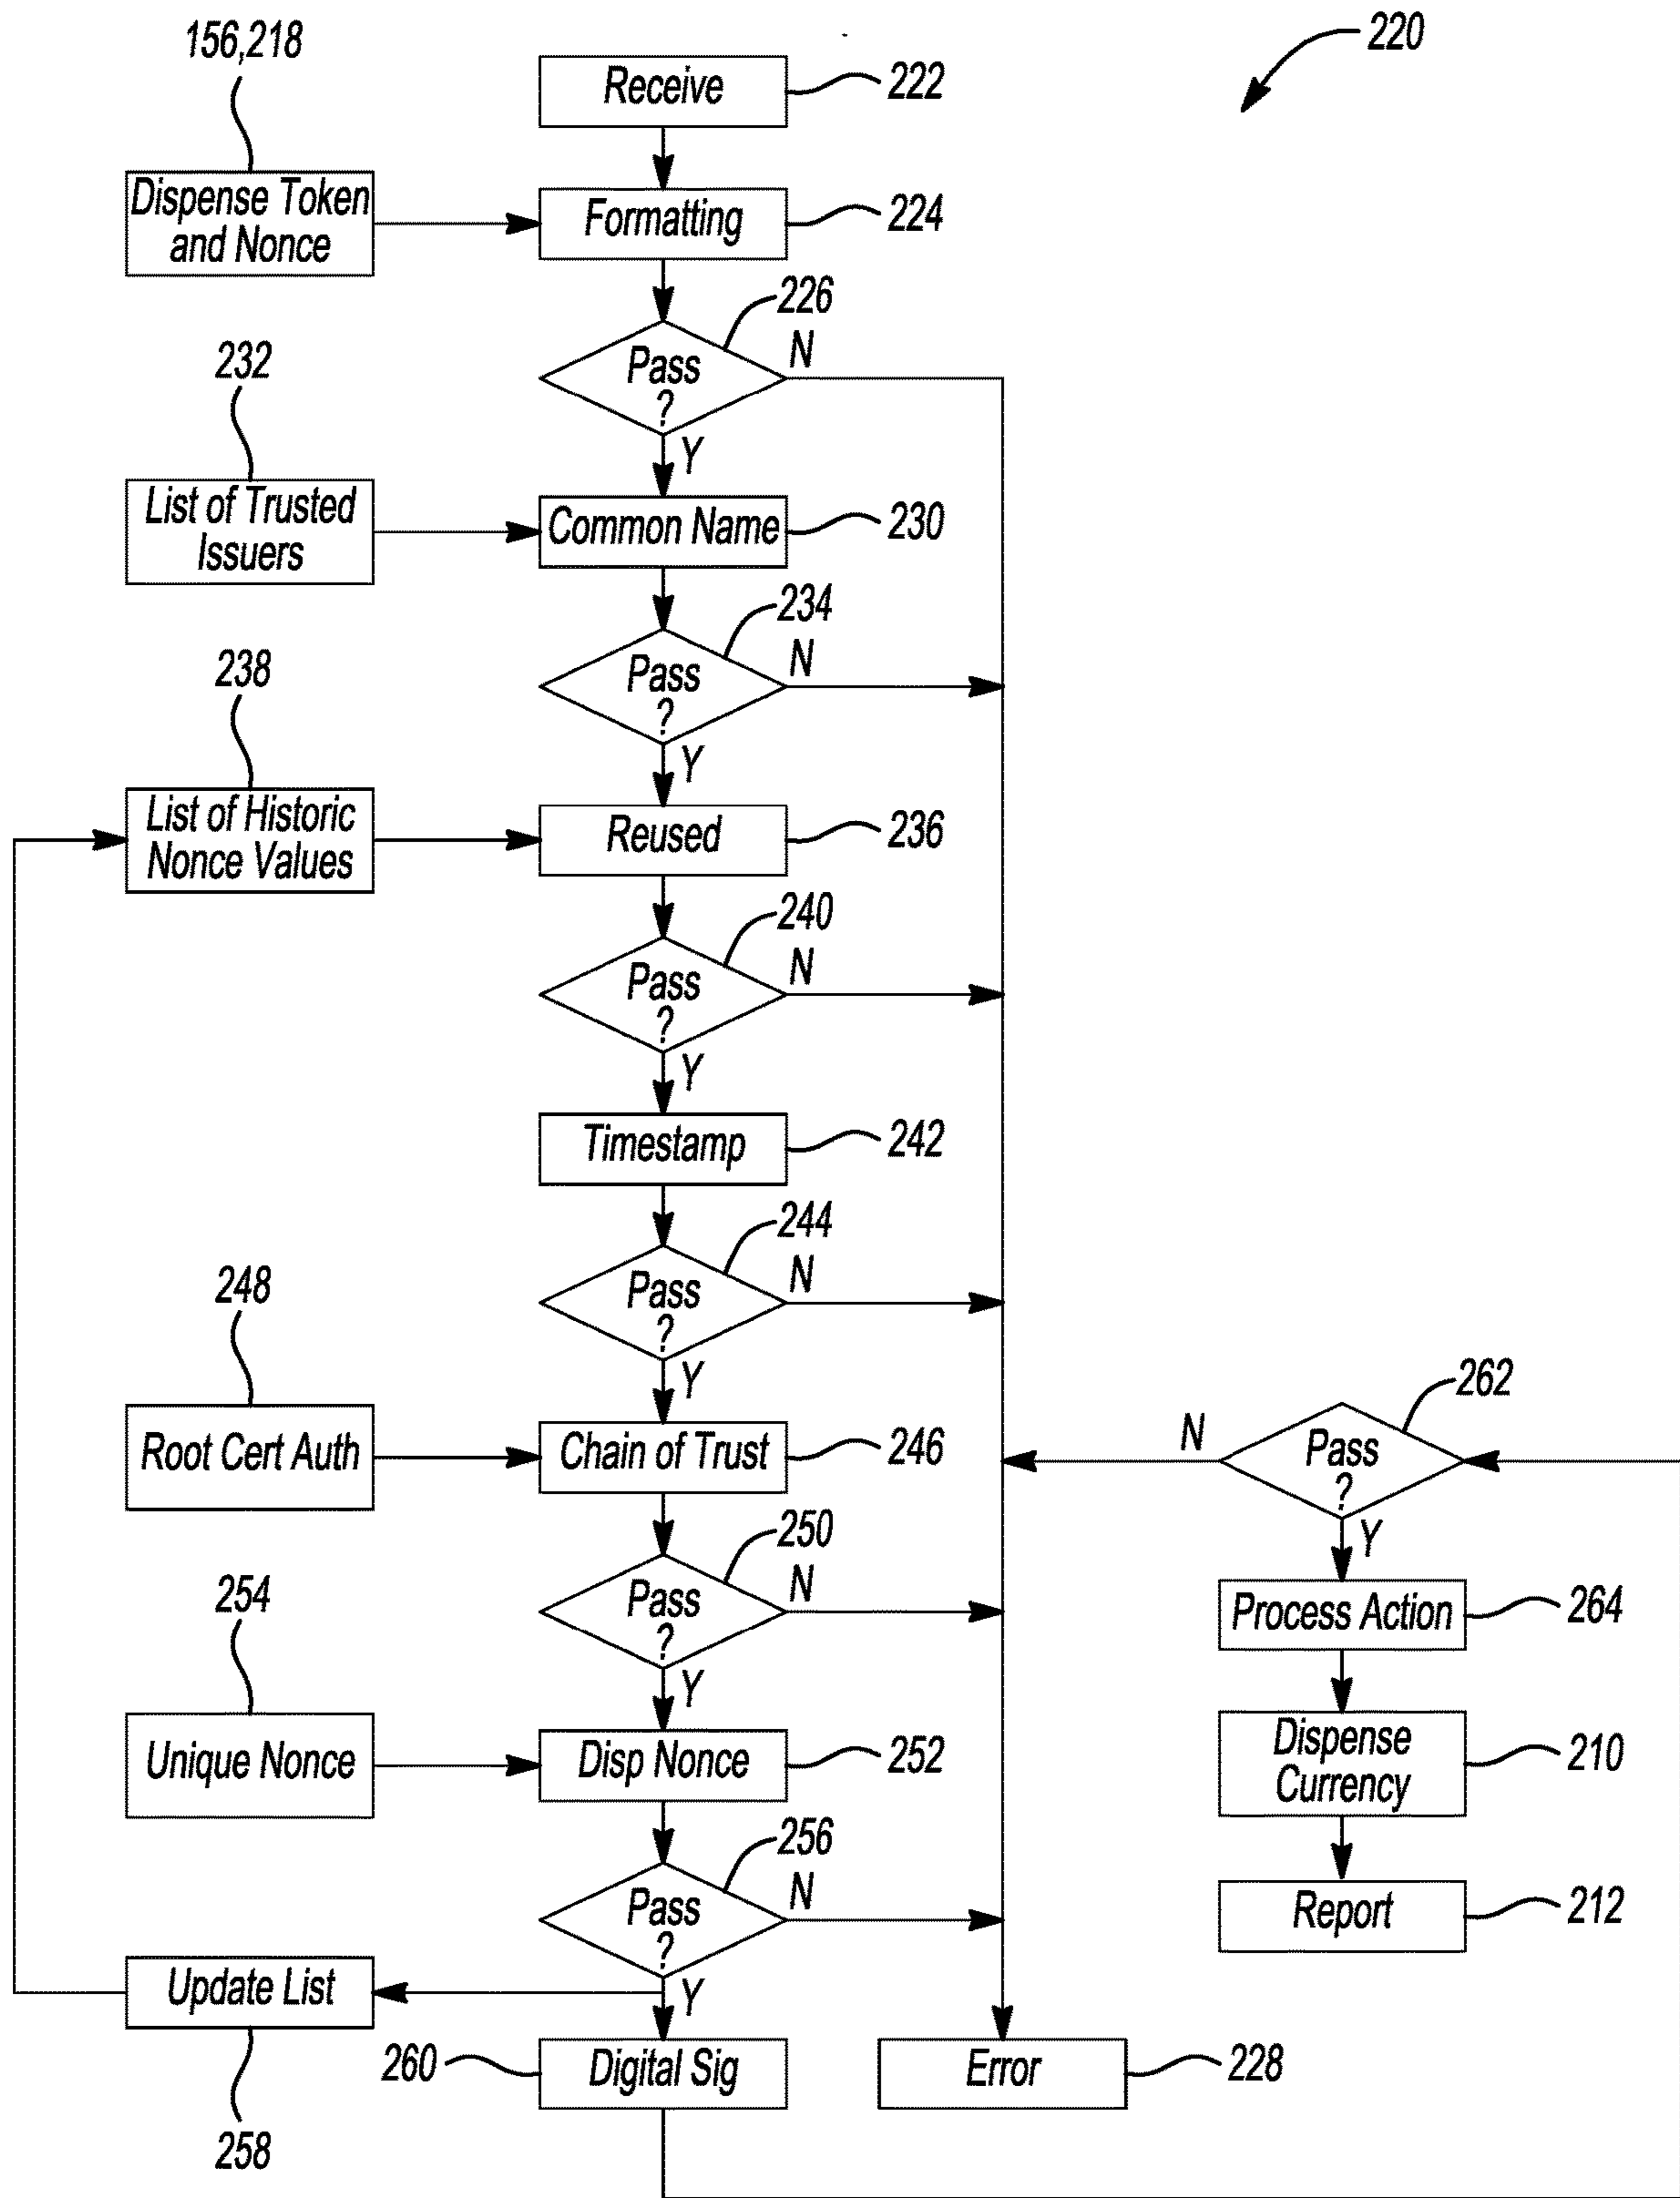 156,218
220
Receive
222
Dispense Token
and Nonce
Formatting
224
226
Pass
?
N
Y
232
List of Trusted
Issuers
Common Name
230
234
Pass
?
N
Y
238
List of Historic
Nonce Values
Reused
236
240
Pass
?
N
Y
Timestamp
242
244
Pass
?
N
Y
248
Root Cert Auth
Chain of Trust
246
262
Pass
?
N
Y
250
Pass
?
N
Y
Process Action
264
254
Unique Nonce
Disp Nonce
252
Dispense
Currency
210
256
Pass
?
N
Y
Report
212
Update List
258
260
Digital Sig
Error
228